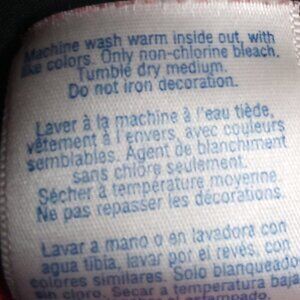 Machine wash warm inside out, with
like colors. Only non-chlorine bleach.
Tumble dry medium.
Do not iron decoration.
Laver à la machine à l'eau tiède,
vêtement à l'envers, avec couleurs
semblables. Agent de blanchiment
sans chlore seulement.
Sécher à température moyenne.
Ne pas repasser les décorations.
Lavar a mano o en lavadora con
agua tibia, lavar por el revés, con
colores similares. Solo blanqueador
sin cloro. Secar a temperatura baja